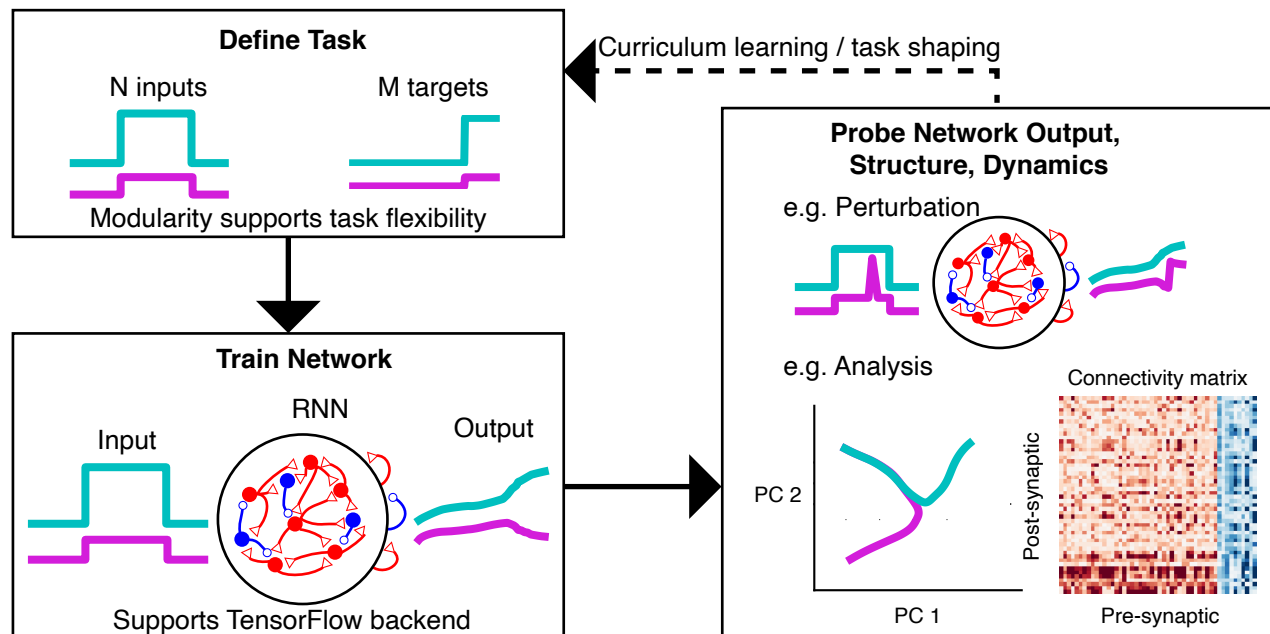 Define Task
N inputs
M targets
Modularity supports task flexibility
Curriculum learning / task shaping
Train Network
RNN
Input
Output
Supports TensorFlow backend
Probe Network Output,
Structure, Dynamics
e.g. Perturbation
e.g. Analysis
PC 2
PC 1
Connectivity matrix
Post-synaptic
Pre-synaptic